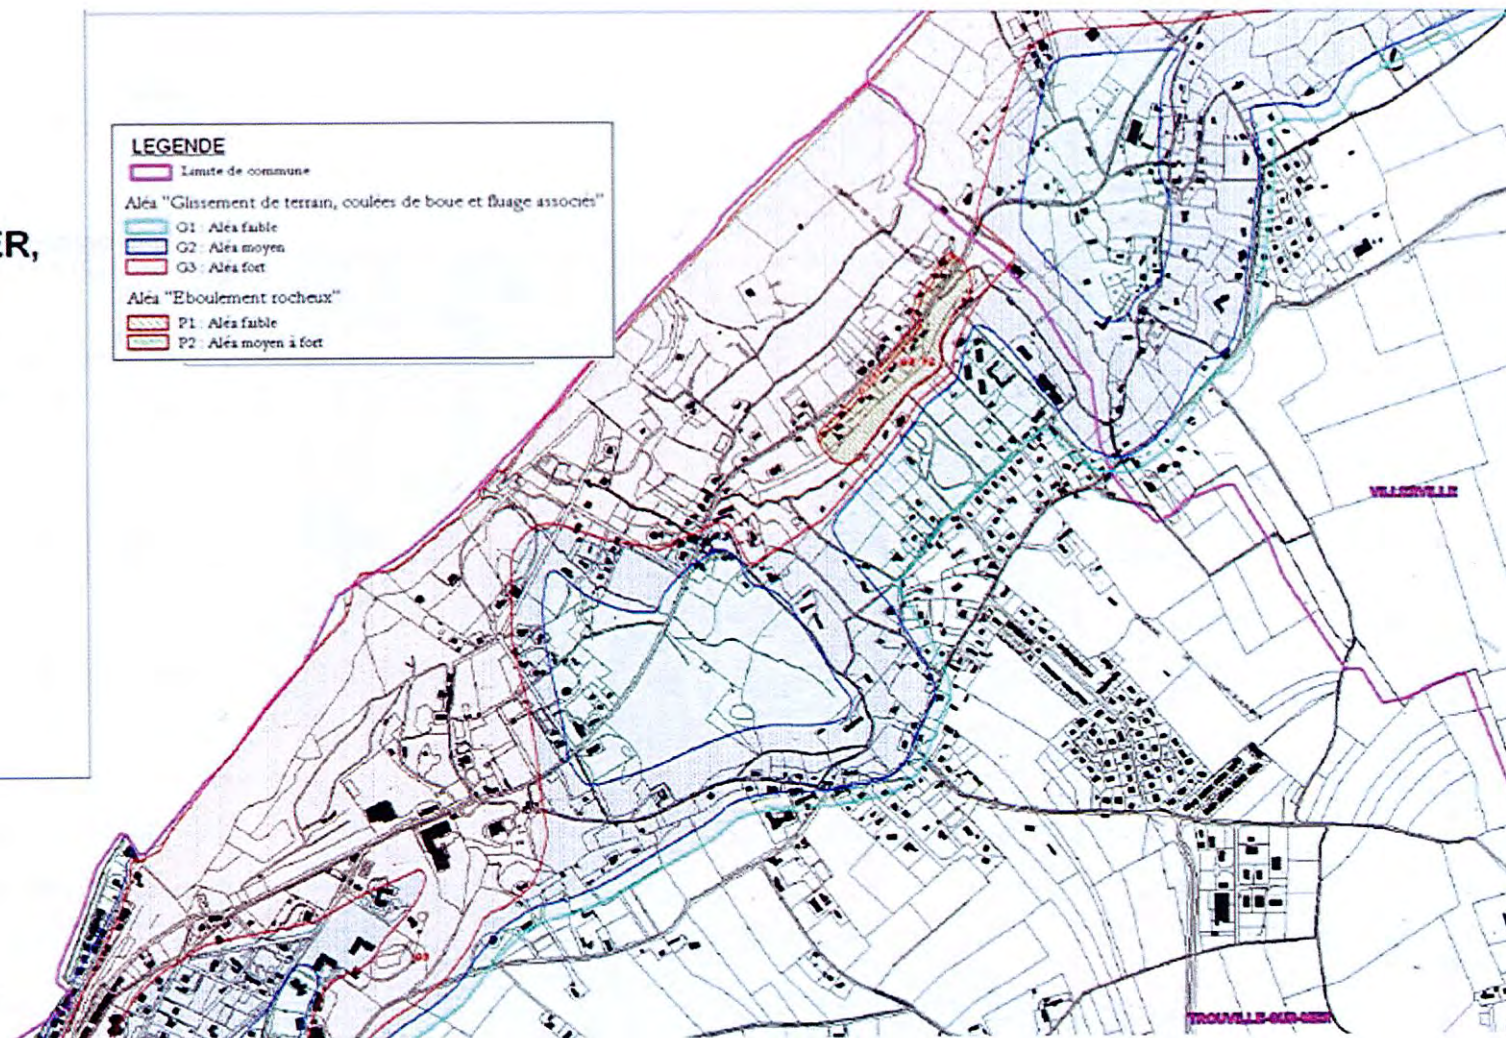 ER,
LEGENDE
Limite de commune
Aléa "Glissement de terrain, coulées de boue et fluage associés"
G1 : Aléa faible
G2 : Aléa moyen
G3 : Aléa fort
Aléa "Eboulement rocheux"
P1 : Aléa faible
P2 : Aléa moyen à fort
VILLERVILLE
G3
TROUVILLE-SUR-MER